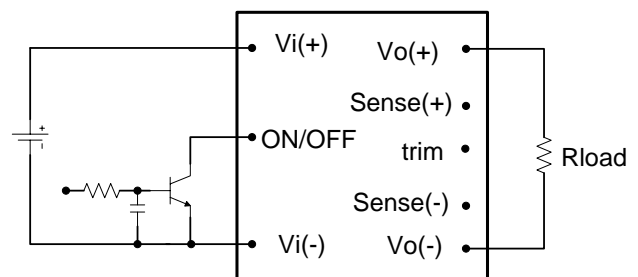 Vi(+)
Vo(+)
Sense(+)
ON/OFF
trim
Rload
Sense(-)
Vi(-)
Vo(-)
+
-